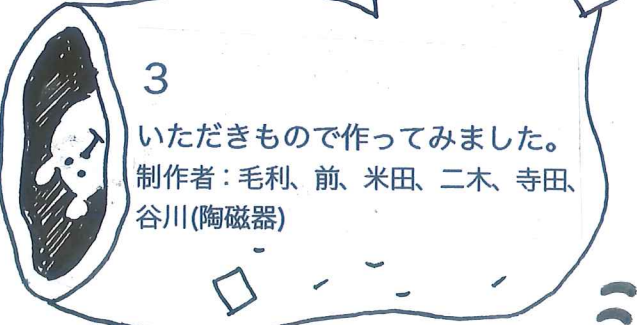 3
いただきもので作ってみました。
制作者:毛利、前、米田、二木、寺田、
谷川(陶磁器)